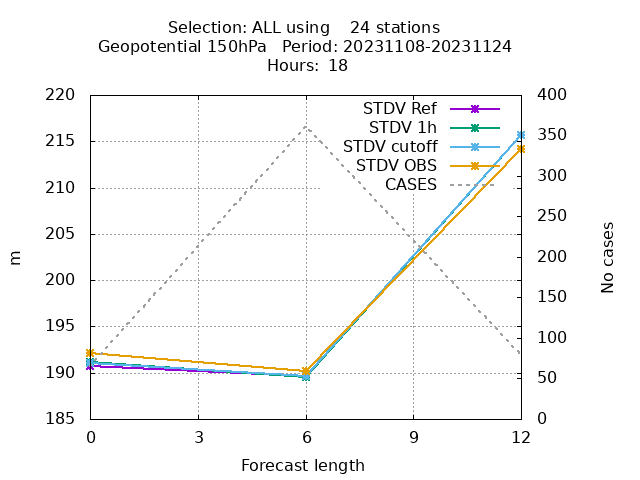 Selection: ALL using    24 stations
Geopotential 150hPa   Period: 20231108-20231124
Hours:  18
220 400
STDV Ref
STDV 1h
STDV cutoff
STDV OBS
CASES
215 350
210 300
205 250
200 200
195 150
190 100
185 50
0
m
No cases
0 3 6 9 12
Forecast length